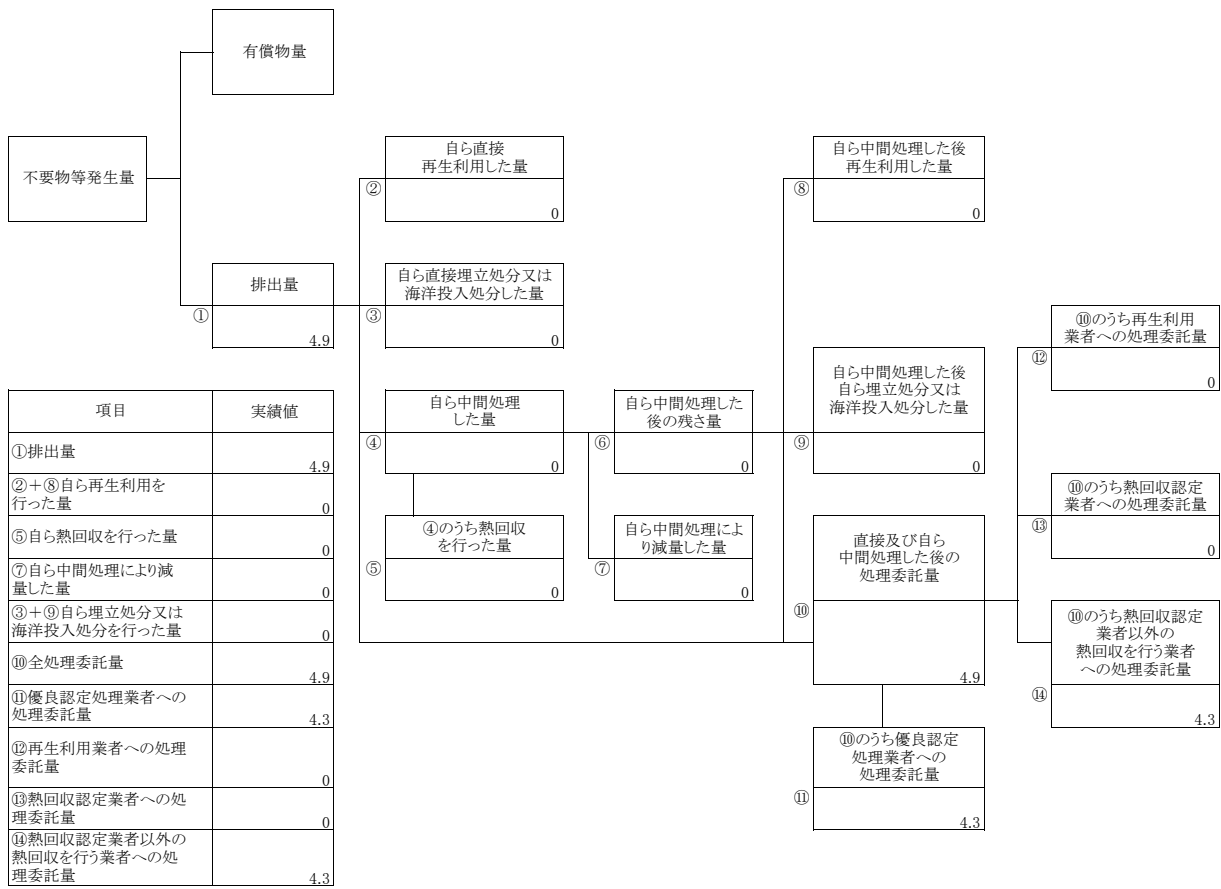 有償物量
不要物等発生量
排出量
①
4.9
自ら直接
再生利用した量
②
0
自ら直接埋立処分又は
海洋投入処分した量
③
0
自ら中間処理
した量
④
0
④のうち熱回収
を行った量
⑤
0
自ら中間処理した
後の残さ量
⑥
0
自ら中間処理によ
り減量した量
⑦
0
自ら中間処理した後
再生利用した量
⑧
0
自ら中間処理した後
自ら埋立処分又は
海洋投入処分した量
⑨
0
直接及び自ら
中間処理した後の
処理委託量
⑩
4.9
⑩のうち優良認定
処理業者への
処理委託量
⑪
4.3
⑩のうち再生利用
業者への処理委託量
⑫
0
⑩のうち熱回収認定
業者への処理委託量
⑬
0
⑩のうち熱回収認定
業者以外の
熱回収を行う業者
への処理委託量
⑭
4.3
項目 実績値
①排出量
4.9
②+⑧自ら再生利用を
行った量
0
⑤自ら熱回収を行った量
0
⑦自ら中間処理により減
量した量
0
③+⑨自ら埋立処分又は
海洋投入処分を行った量
0
⑩全処理委託量
4.9
⑪優良認定処理業者への
処理委託量
4.3
⑫再生利用業者への処理
委託量
0
⑬熱回収認定業者への処
理委託量
0
⑭熱回収認定業者以外の
熱回収を行う業者への処
理委託量
4.3